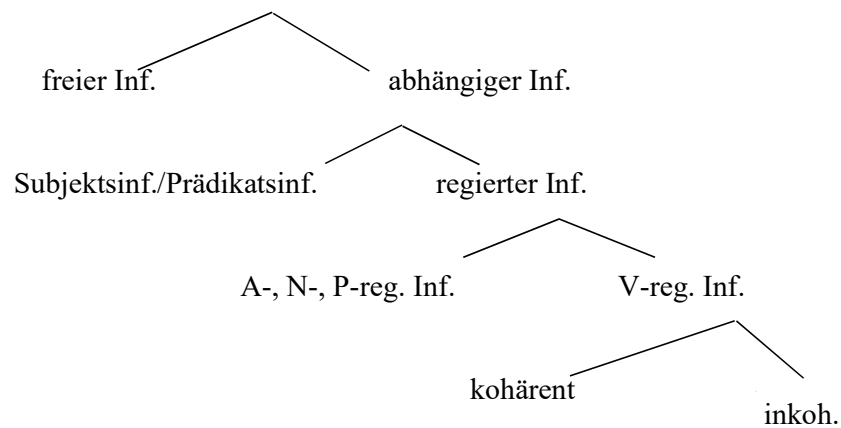 freier Inf. abhängiger Inf.
Subjektsinf./Prädikatsinf. regierter Inf.
A-, N-, P-reg. Inf. V-reg. Inf.
kohärent
inkoh.